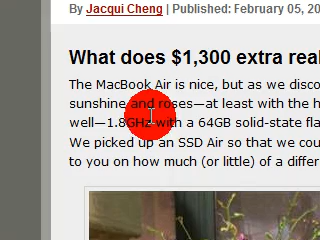 By Jacqui Cheng | Published: February 05, 20
What does $1,300 extra real
The MacBook Air is nice, but as we disco
sunshine and roses—at least with the h
well—1.8GHz with a 64GB solid-state fla
We picked up an SSD Air so that we cou
to you on how much (or little) of a differ